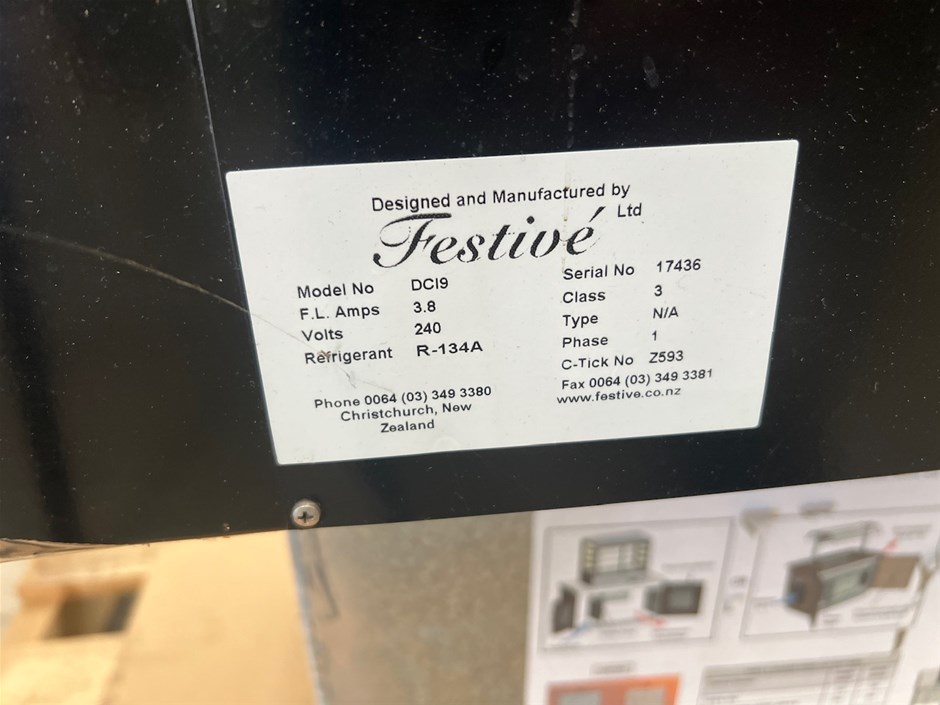 Designed and Manufactured by
Festivé Ltd
Model No DCI9
F.L. Amps 3.8
Volts 240
Refrigerant R-134A
Serial No 17436
Class 3
Type N/A
Phase 1
C-Tick No Z593
Phone 0064 (03) 349 3380
Christchurch, New
Zealand
Fax 0064 (03) 349 3381
www.festive.co.nz